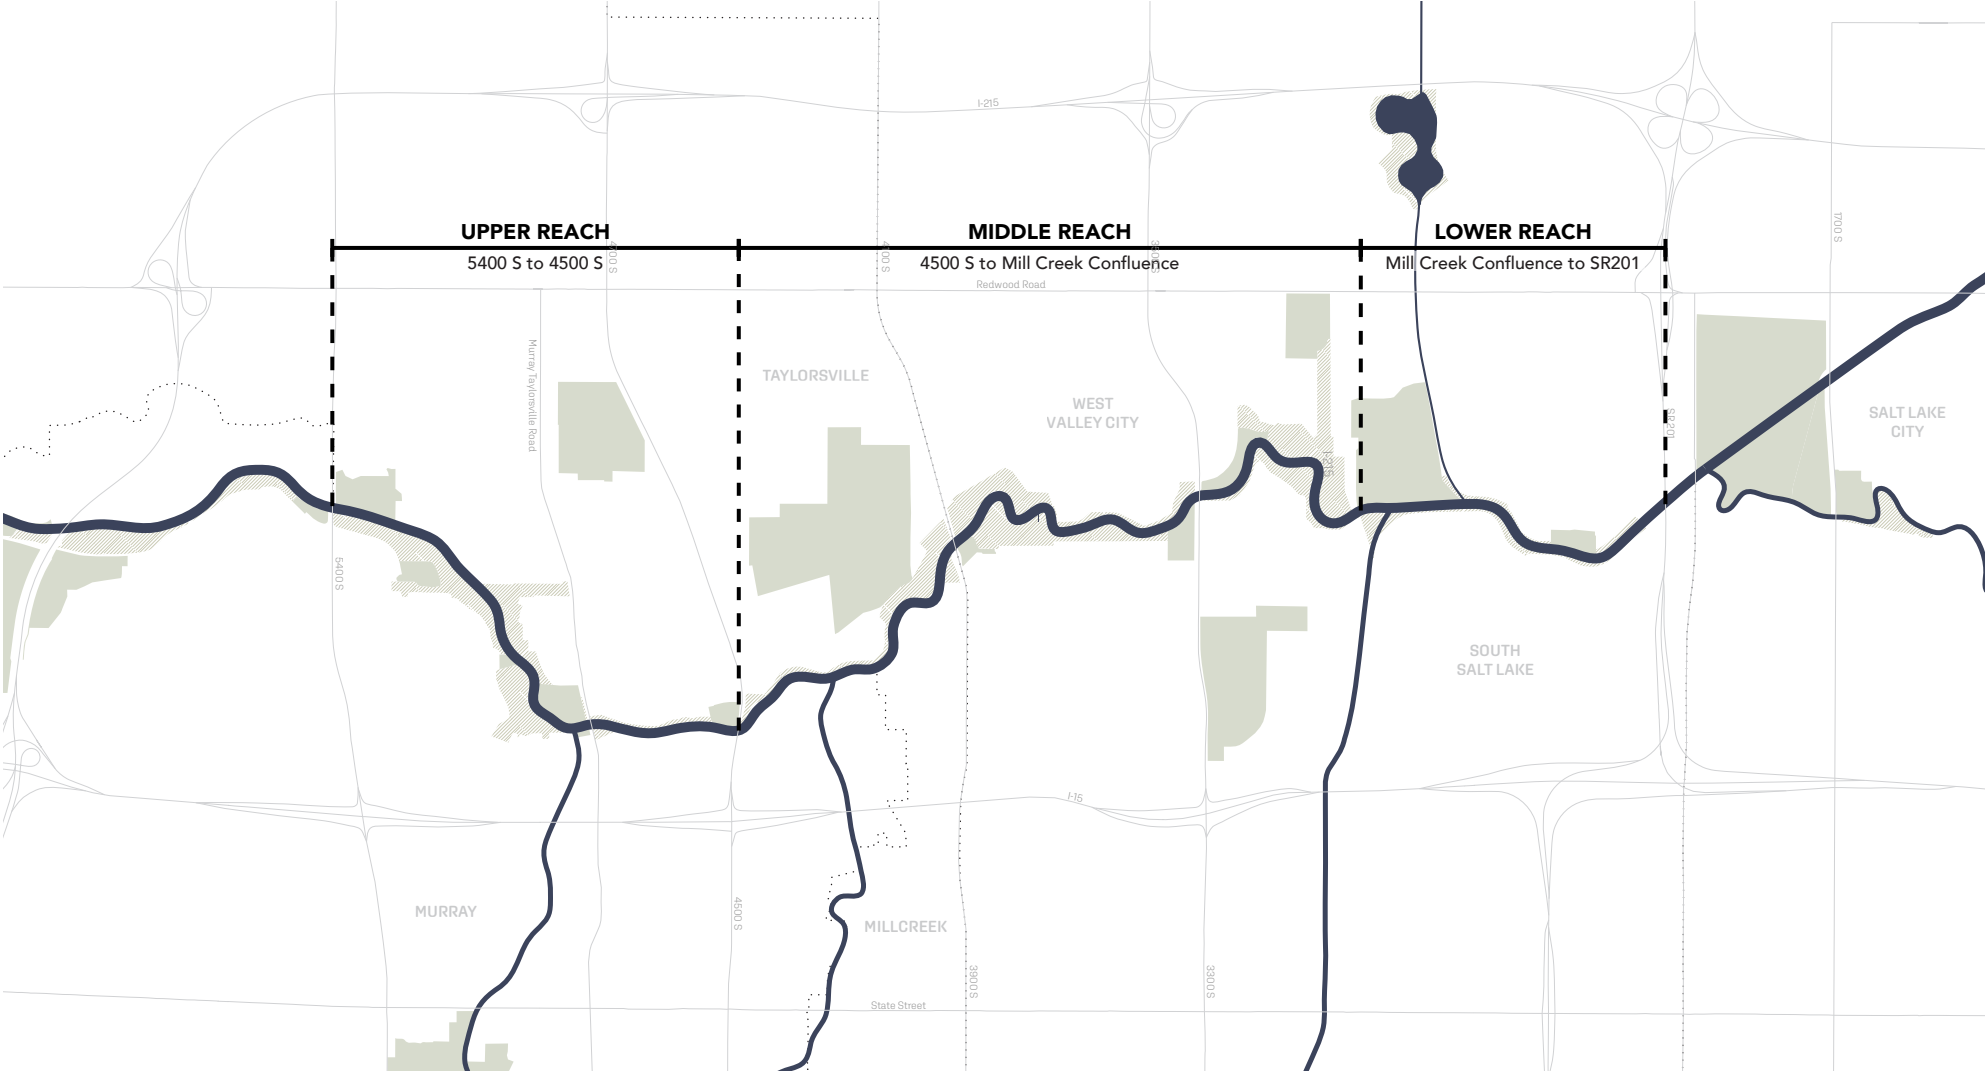 I-215
UPPER REACH
5400 S to 4500 S
MIDDLE REACH
4500 S to Mill Creek Confluence
LOWER REACH
Mill Creek Confluence to SR201
1700 S
Redwood Road
Murray Taylorsville Road
TAYLORSVILLE
WEST
VALLEY CITY
I-215
SR201
SALT LAKE
CITY
5400 S
SOUTH
SALT LAKE
I-15
MURRAY
4500 S
MILLCREEK
3900 S
3300 S
State Street